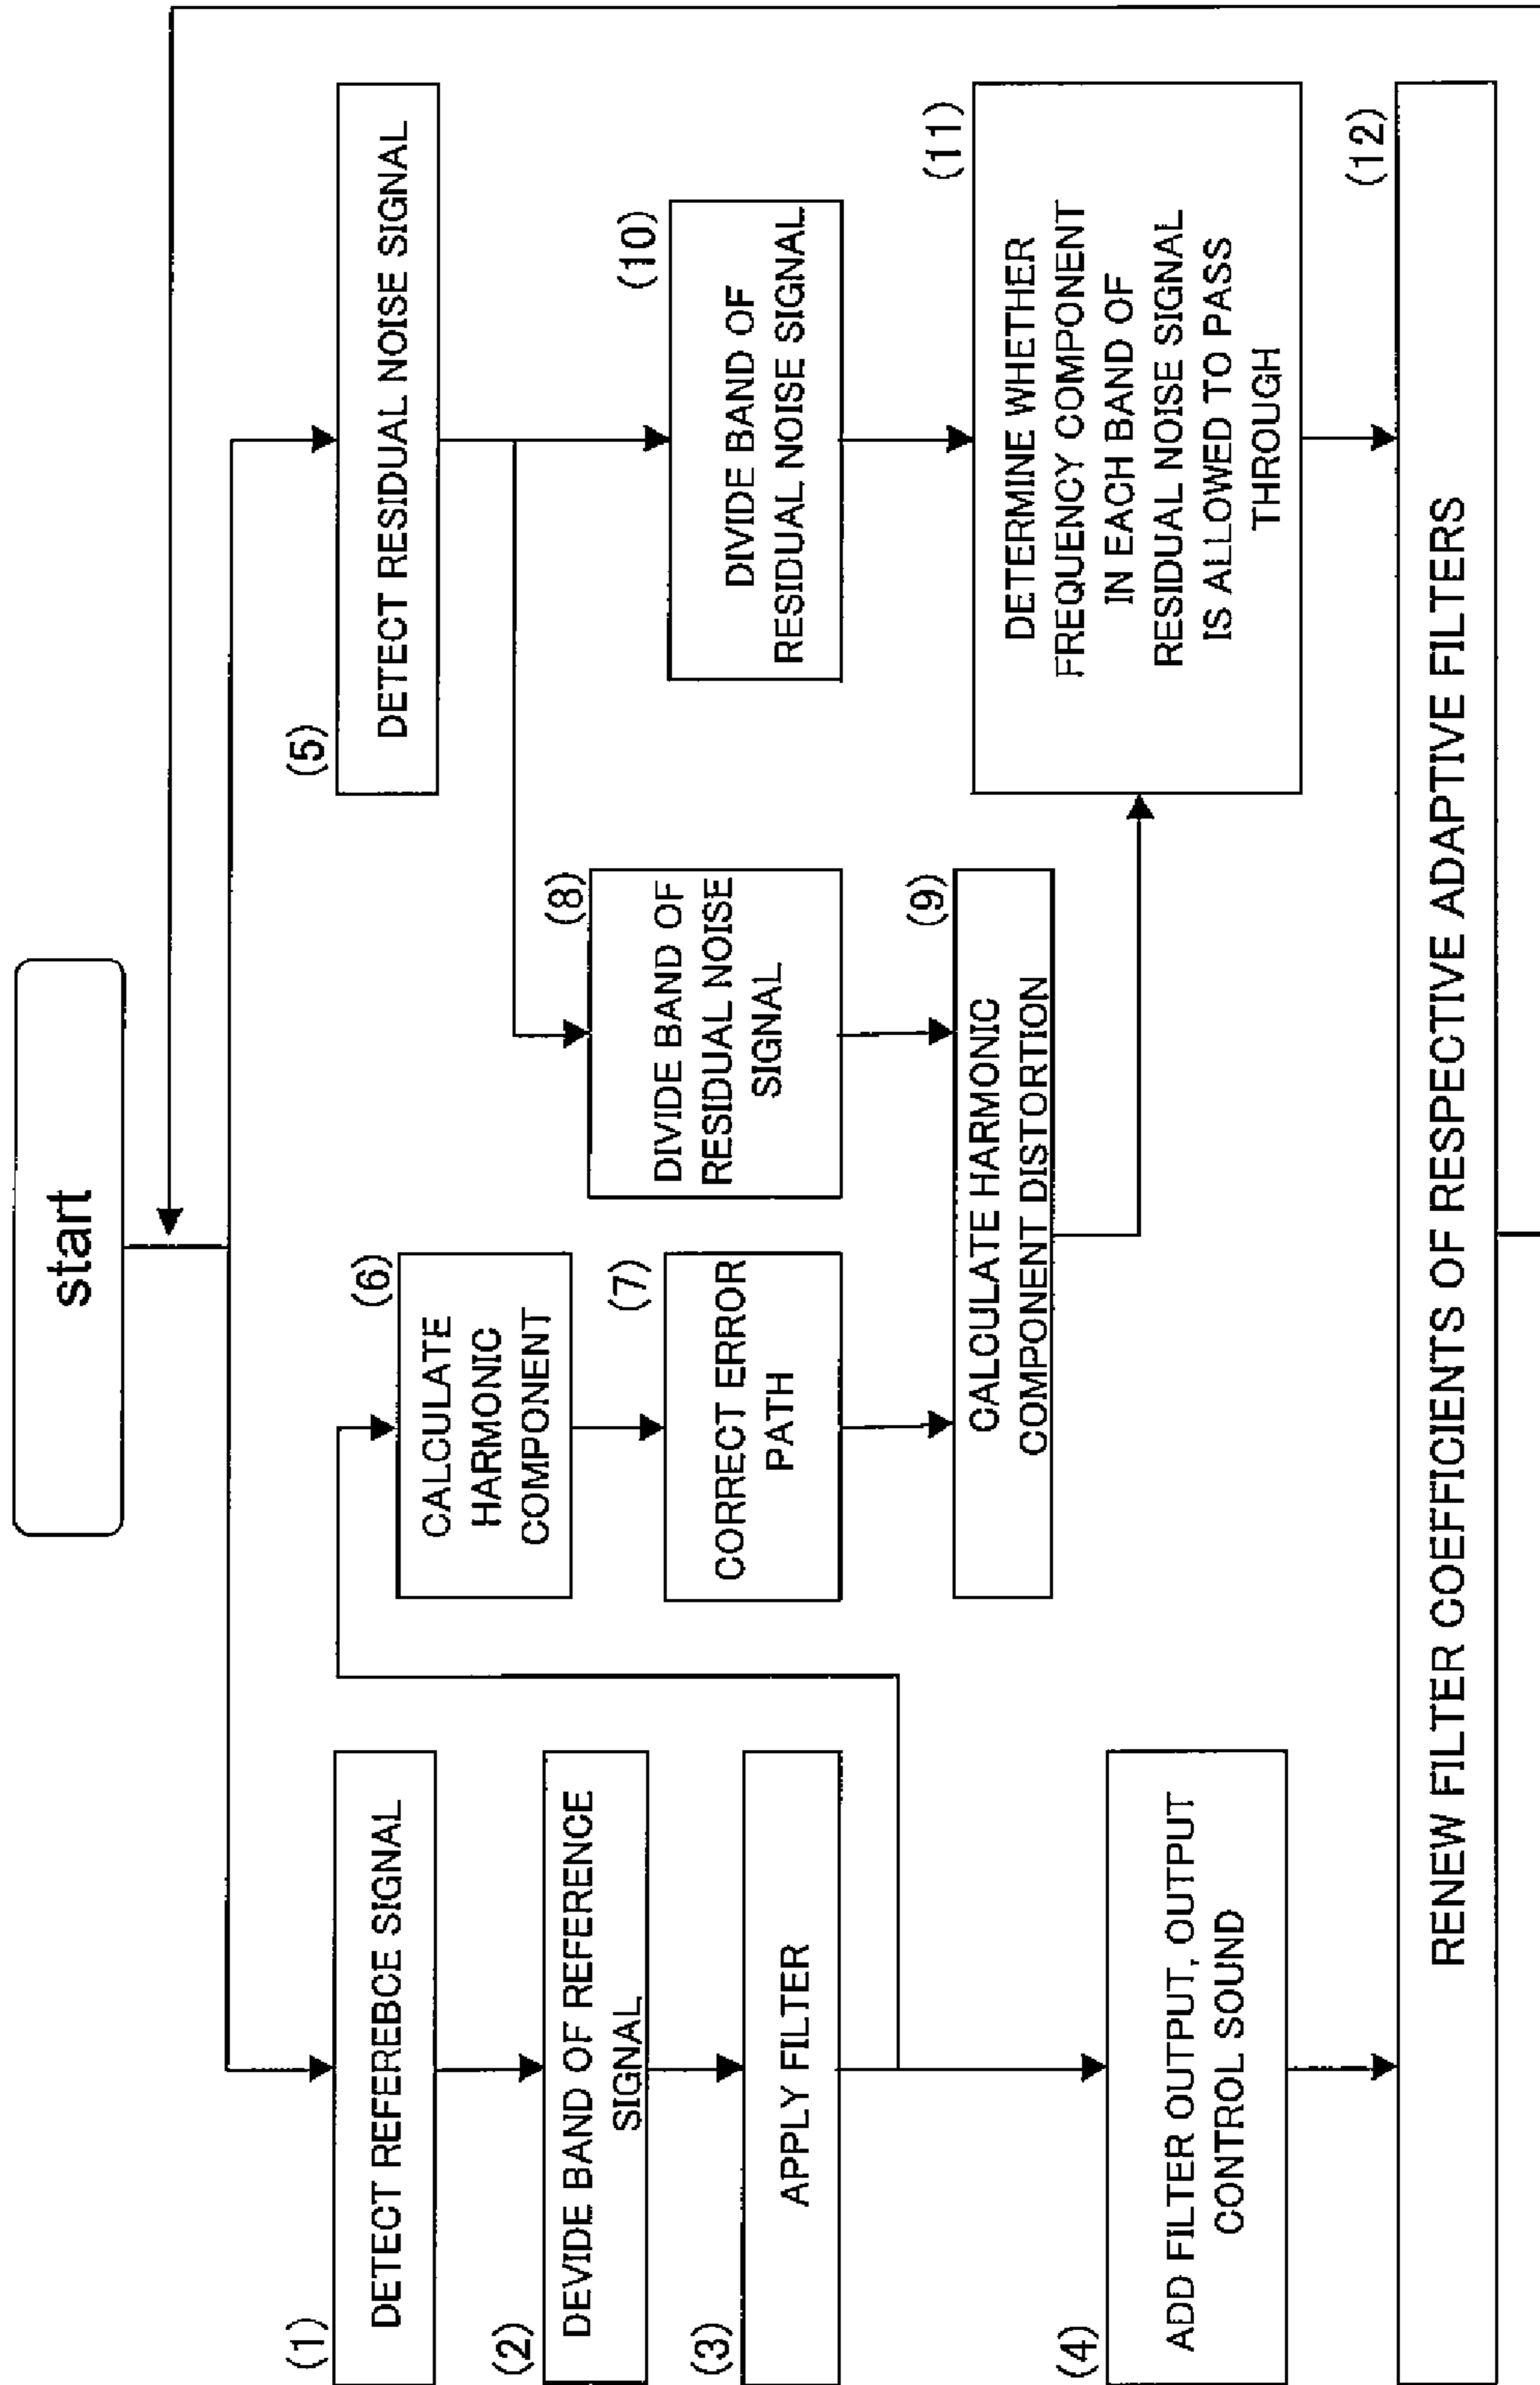 start
(1)
DETECT REFEREBCE SIGNAL
(2)
DEVIDE BAND OF REFERENCE
SIGNAL
(3)
APPLY FILTER
(4)
ADD FILTER OUTPUT, OUTPUT
CONTROL SOUND
(5)
DETECT RESIDUAL NOISE SIGNAL
(6)
CALCULATE
HARMONIC
COMPONENT
(7)
CORRECT ERROR
PATH
(8)
DIVIDE BAND OF
RESIDUAL NOISE
SIGNAL
(9)
CALCULATE HARMONIC
COMPONENT DISTORTION
(10)
DIVIDE BAND OF
RESIDUAL NOISE SIGNAL
(11)
DETERMINE WHETHER
FREQUENCY COMPONENT
IN EACH BAND OF
RESIDUAL NOISE SIGNAL
IS ALLOWED TO PASS
THROUGH
(12)
RENEW FILTER COEFFICIENTS OF RESPECTIVE ADAPTIVE FILTERS